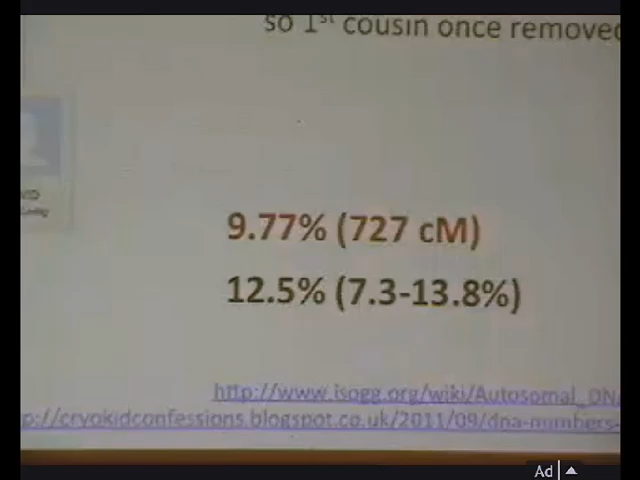 so 1st cousin once removed
9.77% (727 cM)
12.5% (7.3-13.8%)
http://www.isogg.org/wiki/Autosomal_DNA
p://cryokidconfessions.blogspot.co.uk/2011/09/dna-numbers-
Ad